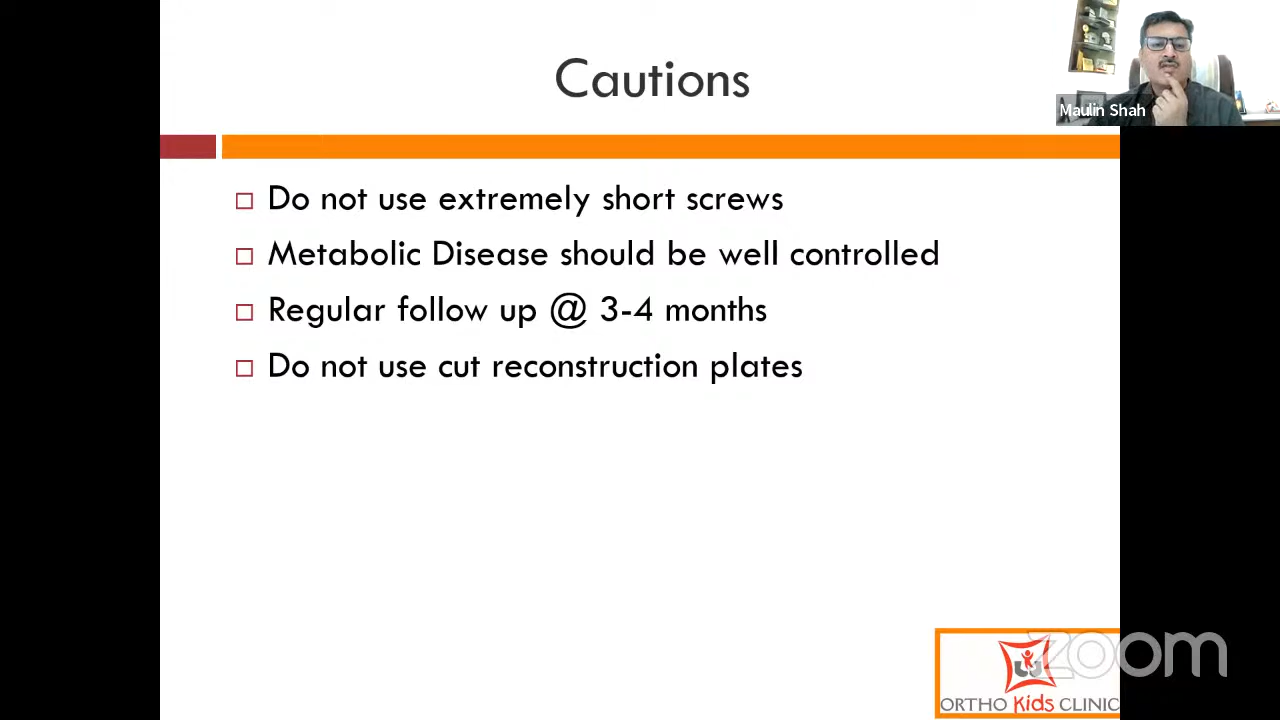 Cautions
Maulin Shah
Do not use extremely short screws
Metabolic Disease should be well controlled
Regular follow up @ 3-4 months
Do not use cut reconstruction plates
zoom
ORTHO Kids CLINIC